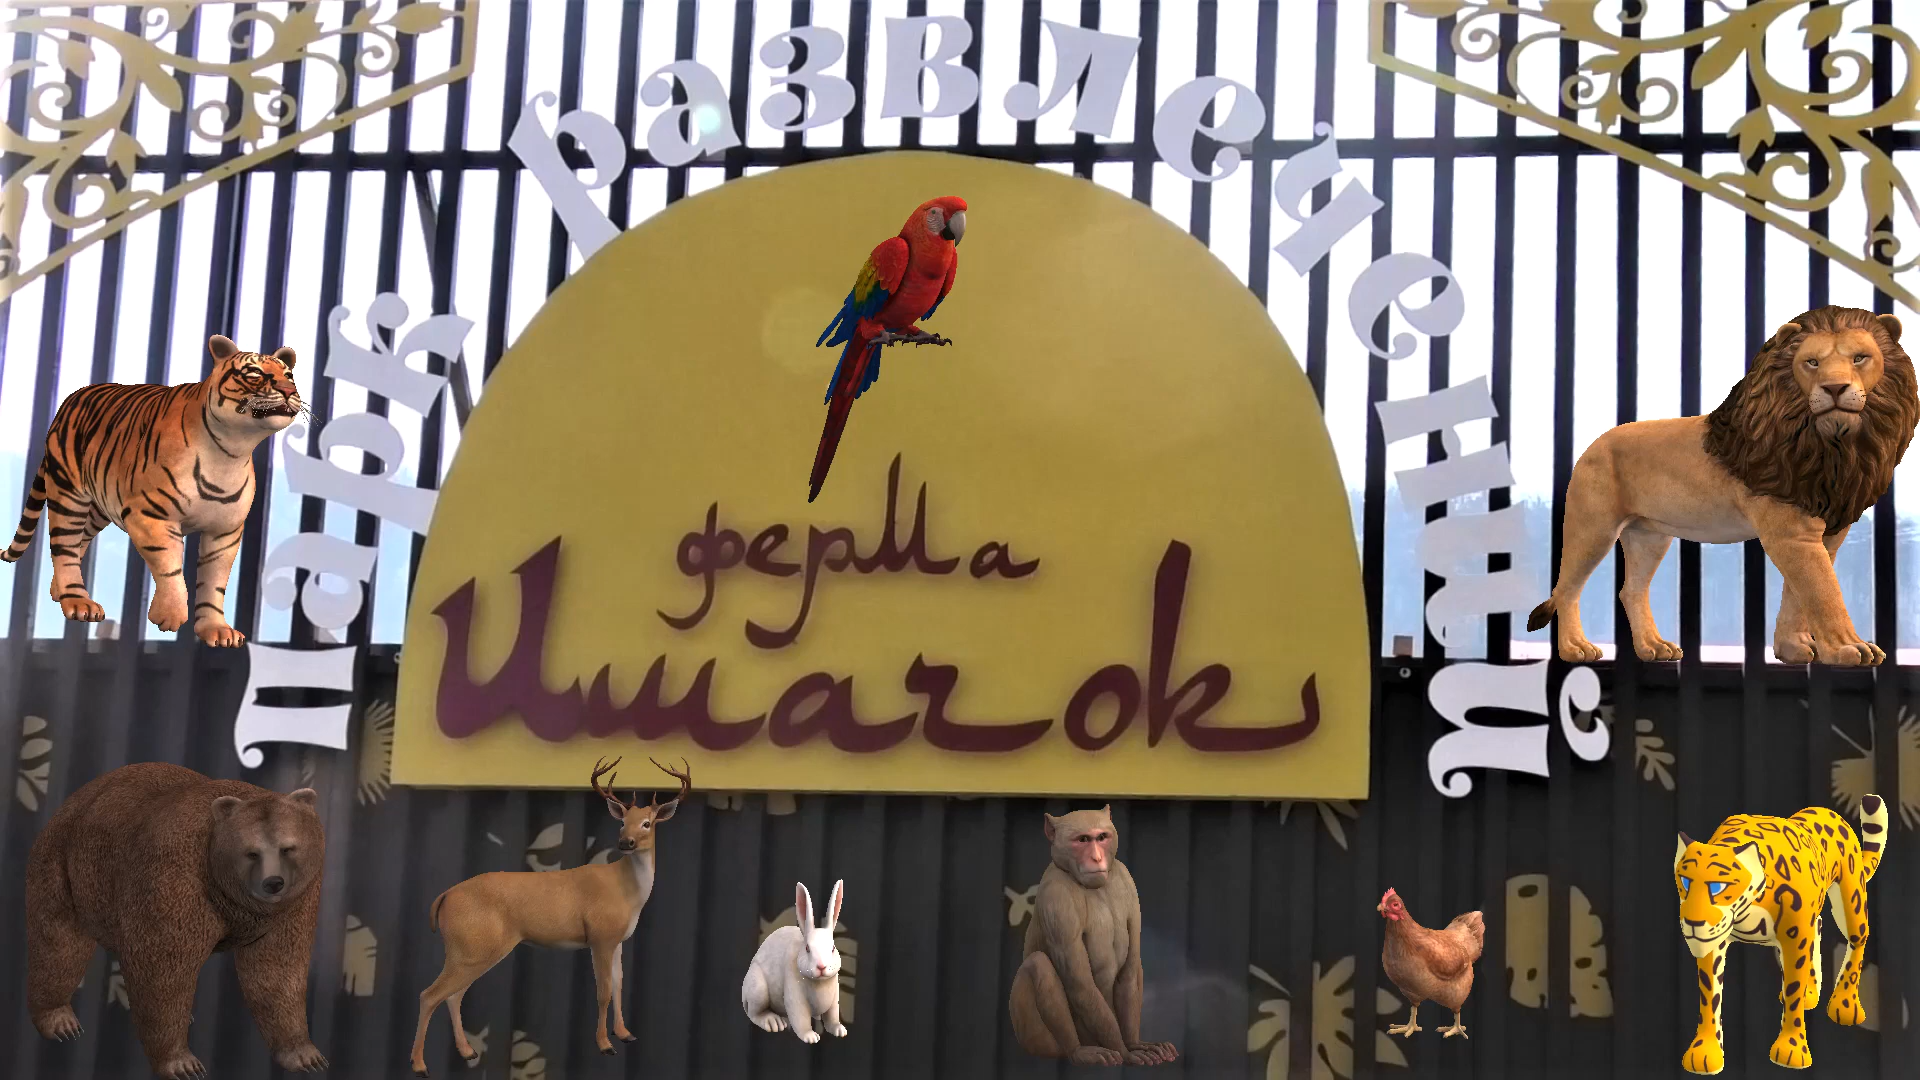 парк развлечений
ферма
Ишачок